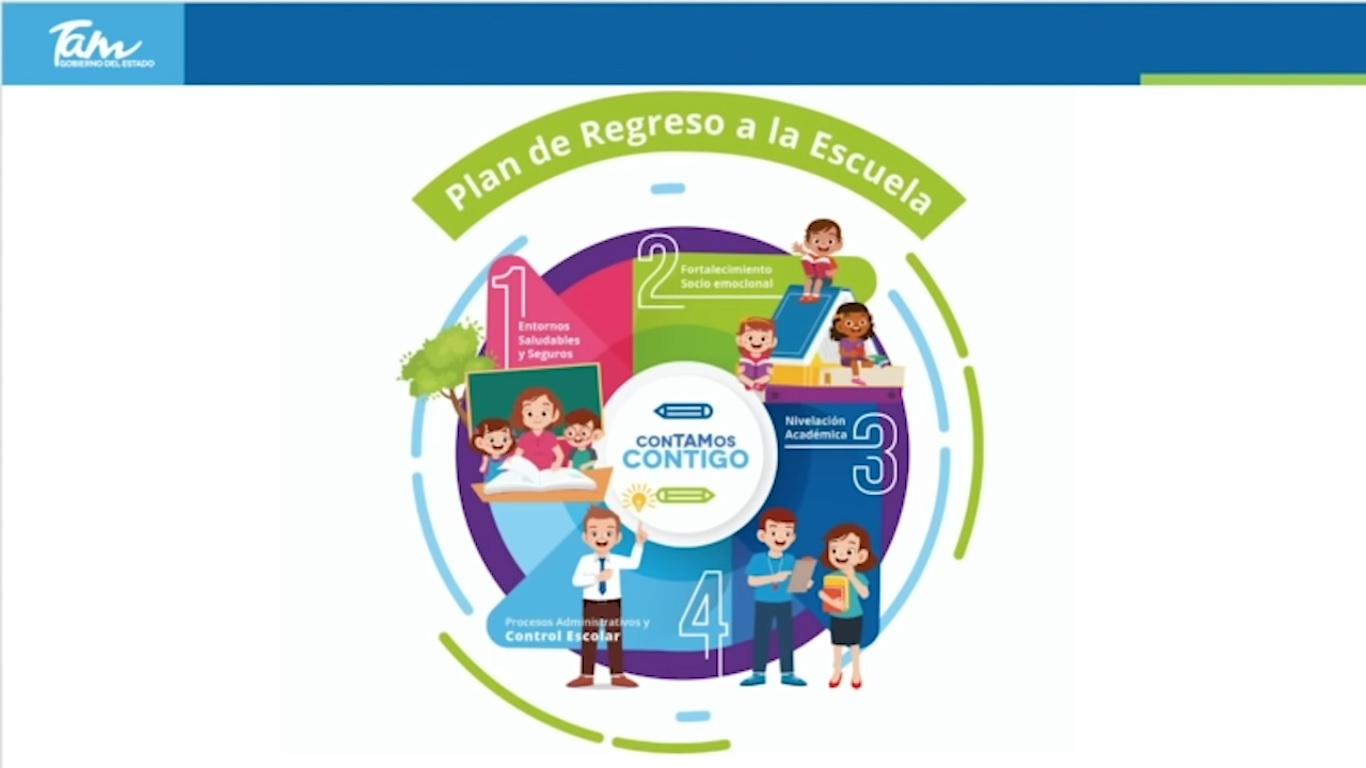 Tam
GOBIERNO DEL ESTADO
Plan de Regreso a la Escuela
1
Entornos
Saludables
y Seguros
2
Fortalecimiento
Socio emocional
Nivelación
Académica
3
conTAMos
CONTIGO
4
Procesos Administrativos y
Control Escolar